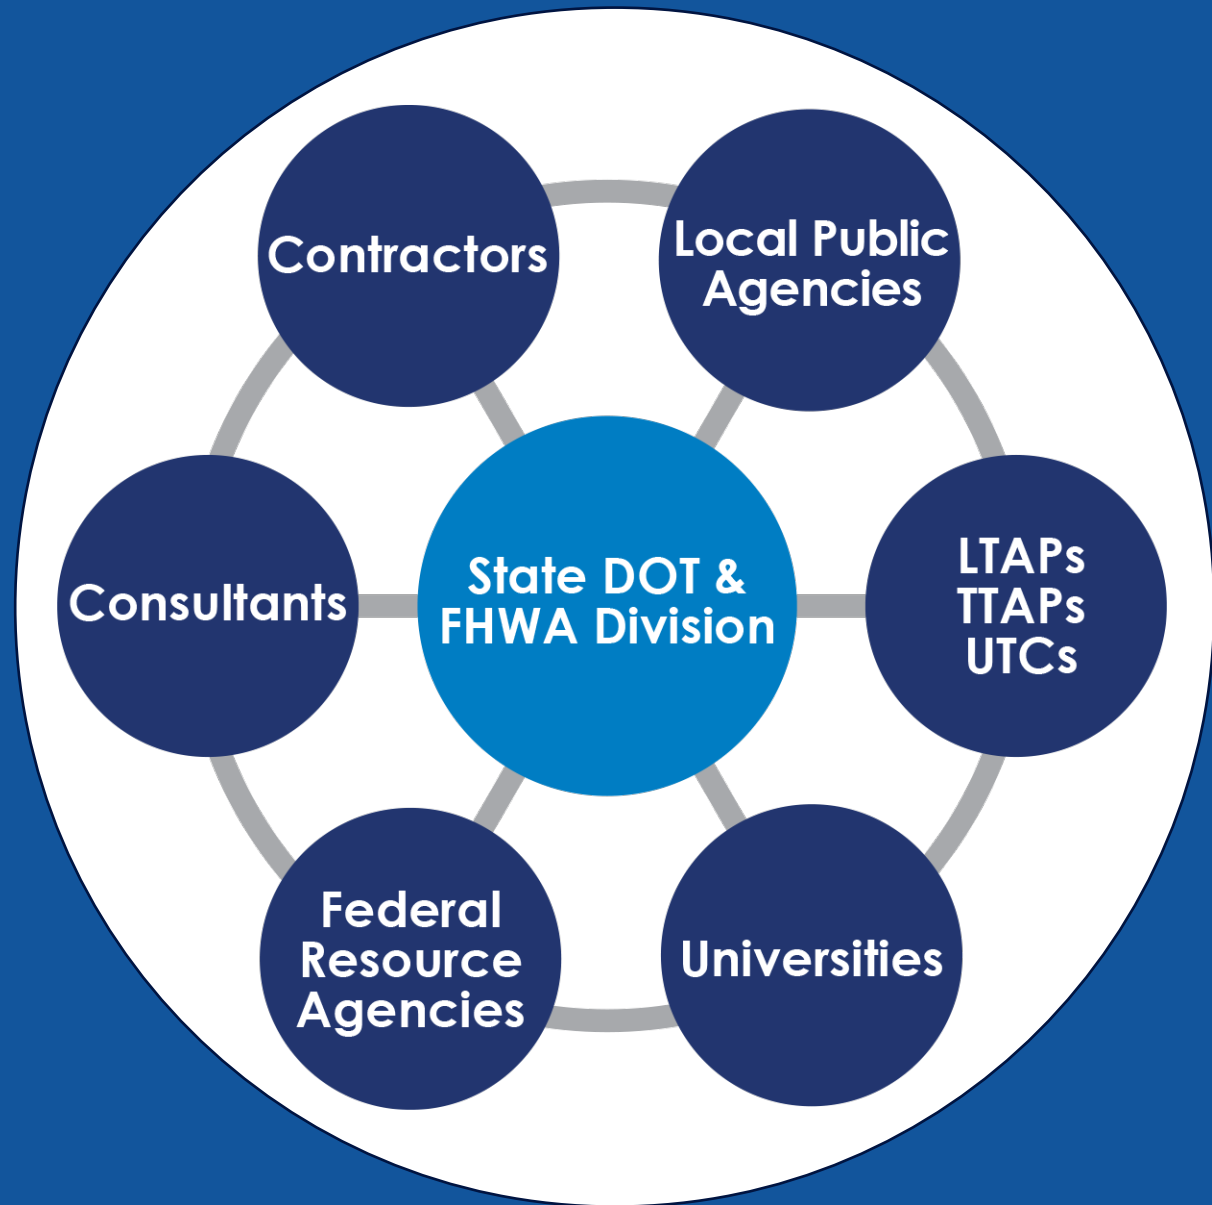 Contractors
Local Public
Agencies
Consultants
State DOT &
FHWA Division
LTAPs
TTAPs
UTCs
Federal
Resource
Agencies
Universities